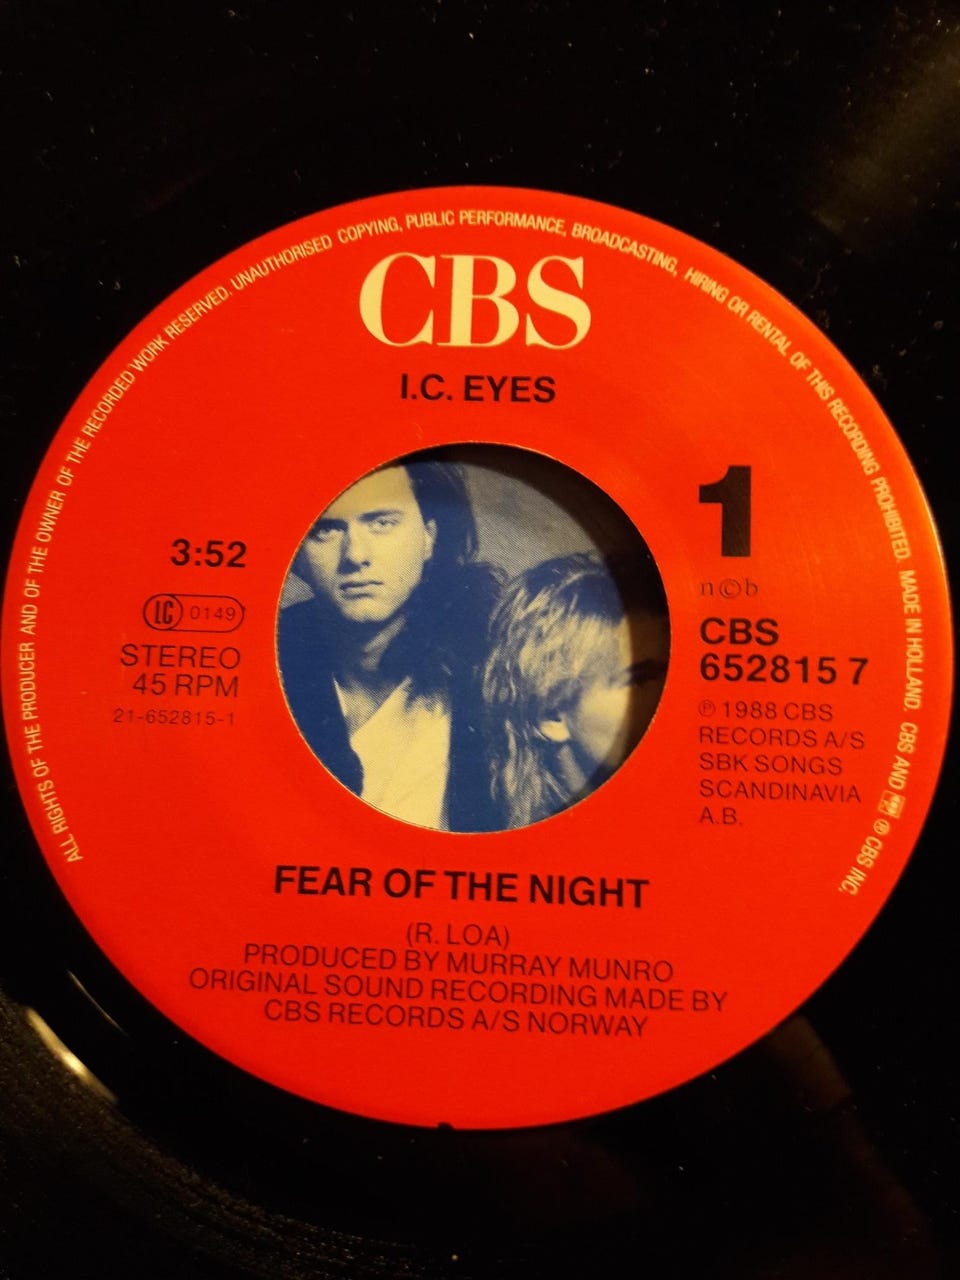 ALL RIGHTS OF THE PRODUCER AND OF THE OWNER OF THE RECORDED WORK RESERVED. UNAUTHORISED COPYING, PUBLIC PERFORMANCE, BROADCASTING, HIRING OR RENTAL OF THIS RECORDING PROHIBITED. MADE IN HOLLAND. CBS AND ® CBS INC.
CBS
I.C. EYES
3:52
LC 0149
STEREO
45 RPM
21-652815-1
1
n©b
CBS
652815 7
℗ 1988 CBS
RECORDS A/S
SBK SONGS
SCANDINAVIA
A.B.
FEAR OF THE NIGHT
(R. LOA)
PRODUCED BY MURRAY MUNRO
ORIGINAL SOUND RECORDING MADE BY
CBS RECORDS A/S NORWAY